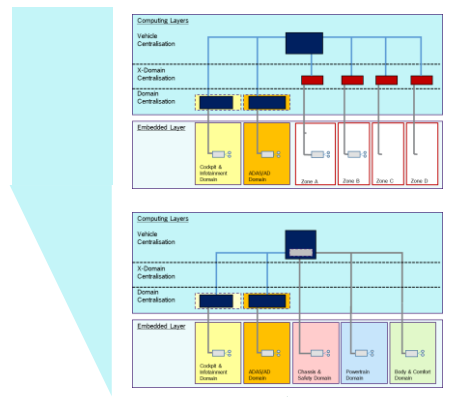 Computing Layers
Vehicle
Centralisation
X-Domain
Centralisation
Domain
Centralisation
Embedded Layer
Cockpit &
Infotainment
Domain
ADAS/AD
Domain
Zone A
Zone B
Zone C
Zone D
Computing Layers
Vehicle
Centralisation
X-Domain
Centralisation
Domain
Centralisation
Embedded Layer
Cockpit &
Infotainment
Domain
ADAS/AD
Domain
Chassis &
Safety Domain
Powertrain
Domain
Body & Comfort
Domain